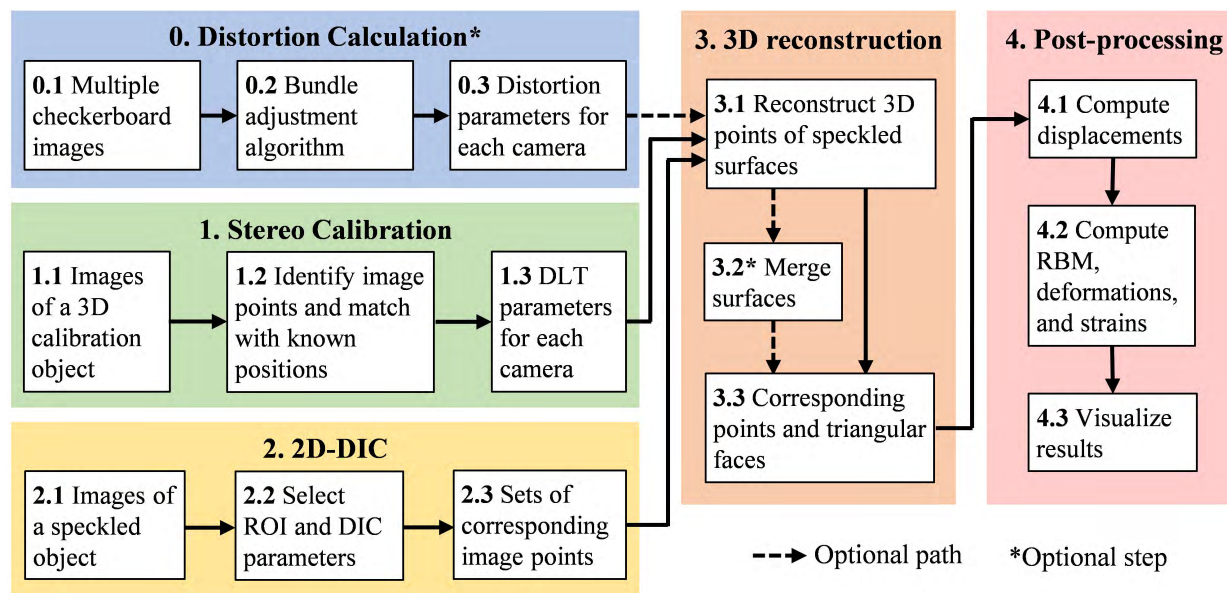 0. Distortion Calculation*
0.1 Multiple
checkerboard
images
0.2 Bundle
adjustment
algorithm
0.3 Distortion
parameters for
each camera
1. Stereo Calibration
1.1 Images
of a 3D
calibration
object
1.2 Identify image
points and match
with known
positions
1.3 DLT
parameters
for each
camera
2. 2D-DIC
2.1 Images of
a speckled
object
2.2 Select
ROI and DIC
parameters
2.3 Sets of
corresponding
image points
3. 3D reconstruction
3.1 Reconstruct 3D
points of speckled
surfaces
3.2* Merge
surfaces
3.3 Corresponding
points and triangular
faces
4. Post-processing
4.1 Compute
displacements
4.2 Compute
RBM,
deformations,
and strains
4.3 Visualize
results
Optional path
*Optional step